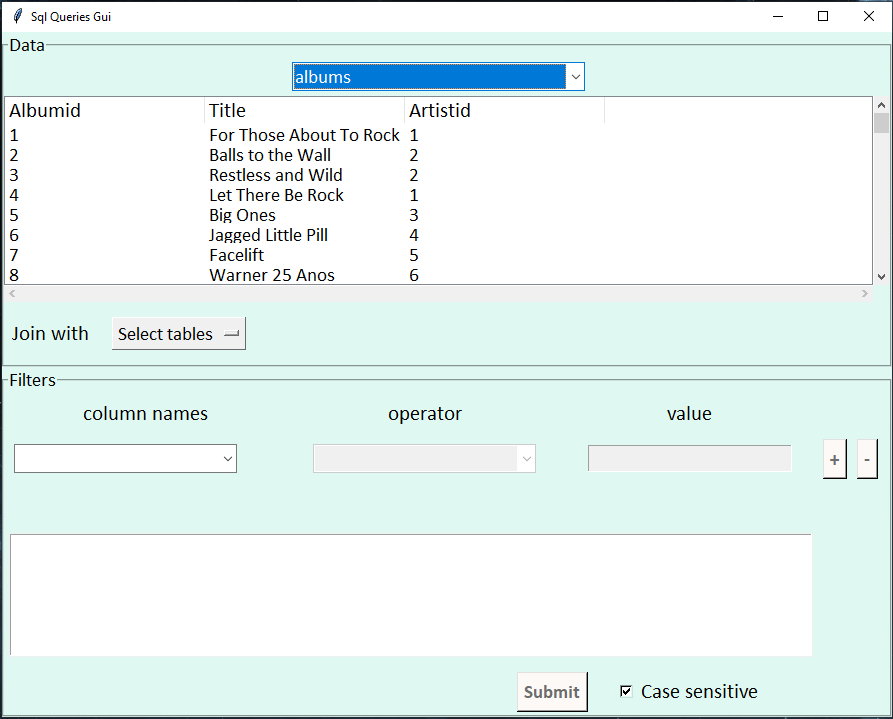 Sql Queries Gui
Data
albums
Albumid Title Artistid
1 For Those About To Rock 1
2 Balls to the Wall 2
3 Restless and Wild 2
4 Let There Be Rock 1
5 Big Ones 3
6 Jagged Little Pill 4
7 Facelift 5
8 Warner 25 Anos 6
Join with Select tables
Filters
column names operator value
+ -
Submit Case sensitive